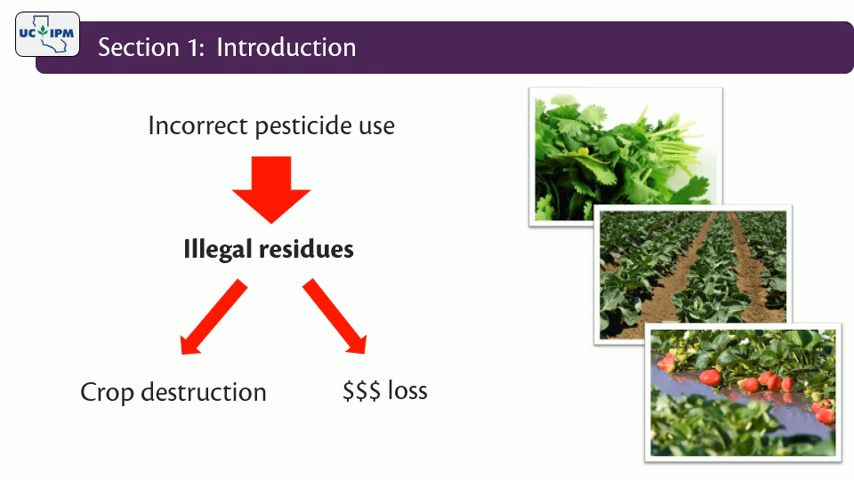 UC IPM
Section 1: Introduction
Incorrect pesticide use
Illegal residues
Crop destruction
$$$ loss